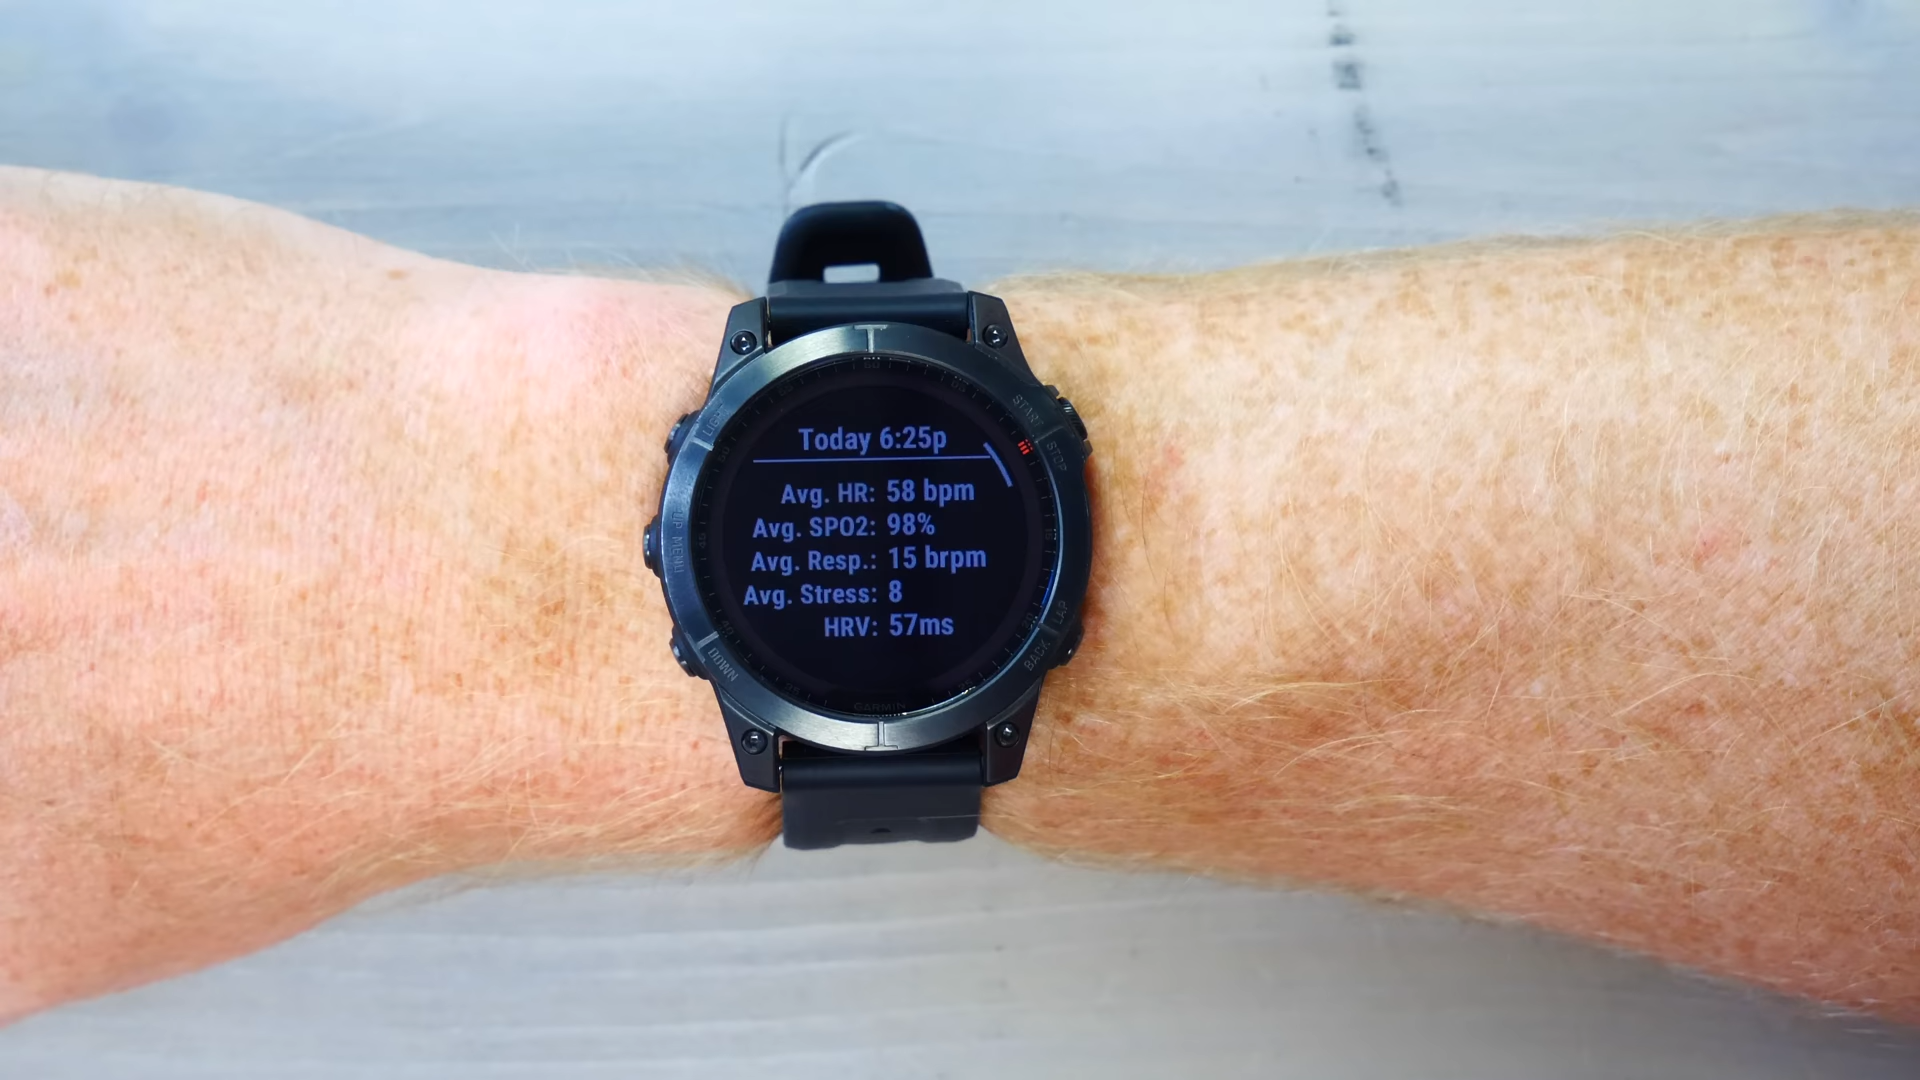 Today 6:25p
Avg. HR: 58 bpm
Avg. SPO2: 98%
Avg. Resp.: 15 brpm
Avg. Stress: 8
HRV: 57ms
LIGHT
START
STOP
UP·MENU
DOWN
BACK
LAP
GARMIN
60